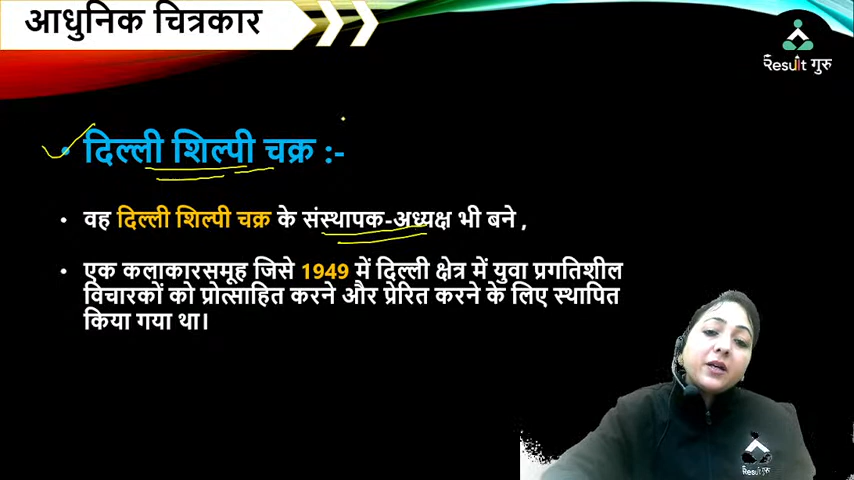 आधुनिक चित्रकार
Result गुरु
• दिल्ली शिल्पी चक्र :-
• वह दिल्ली शिल्पी चक्र के संस्थापक-अध्यक्ष भी बने ,
• एक कलाकारसमूह जिसे 1949 में दिल्ली क्षेत्र में युवा प्रगतिशील
विचारकों को प्रोत्साहित करने और प्रेरित करने के लिए स्थापित
किया गया था।
Result गुरु